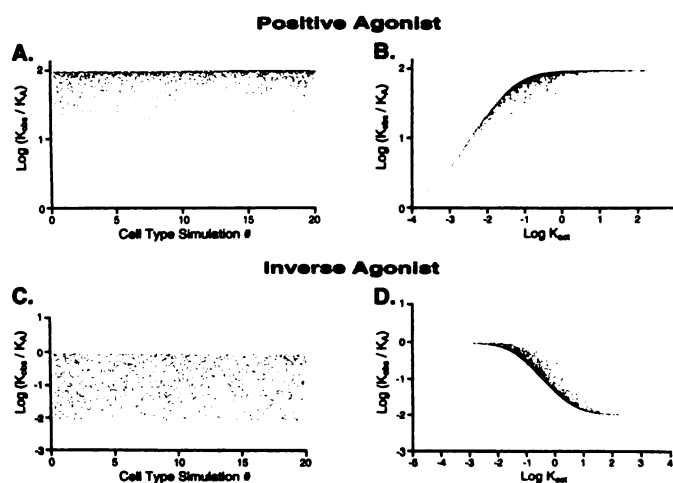 Positive Agonist
A. B.
Log (Kobs / KA)
2
1
0
0 5 10 15 20
Cell Type Simulation #
Log (Kobs / KA)
2
1
0
-4 -3 -2 -1 0 1 2
Log Kact
Inverse Agonist
C. D.
Log (Kobs / KA)
1
0
-1
-2
-3
0 5 10 15 20
Cell Type Simulation #
Log (Kobs / KA)
1
0
-1
-2
-3
-5 -4 -3 -2 -1 0 1 2 3 4
Log Kact